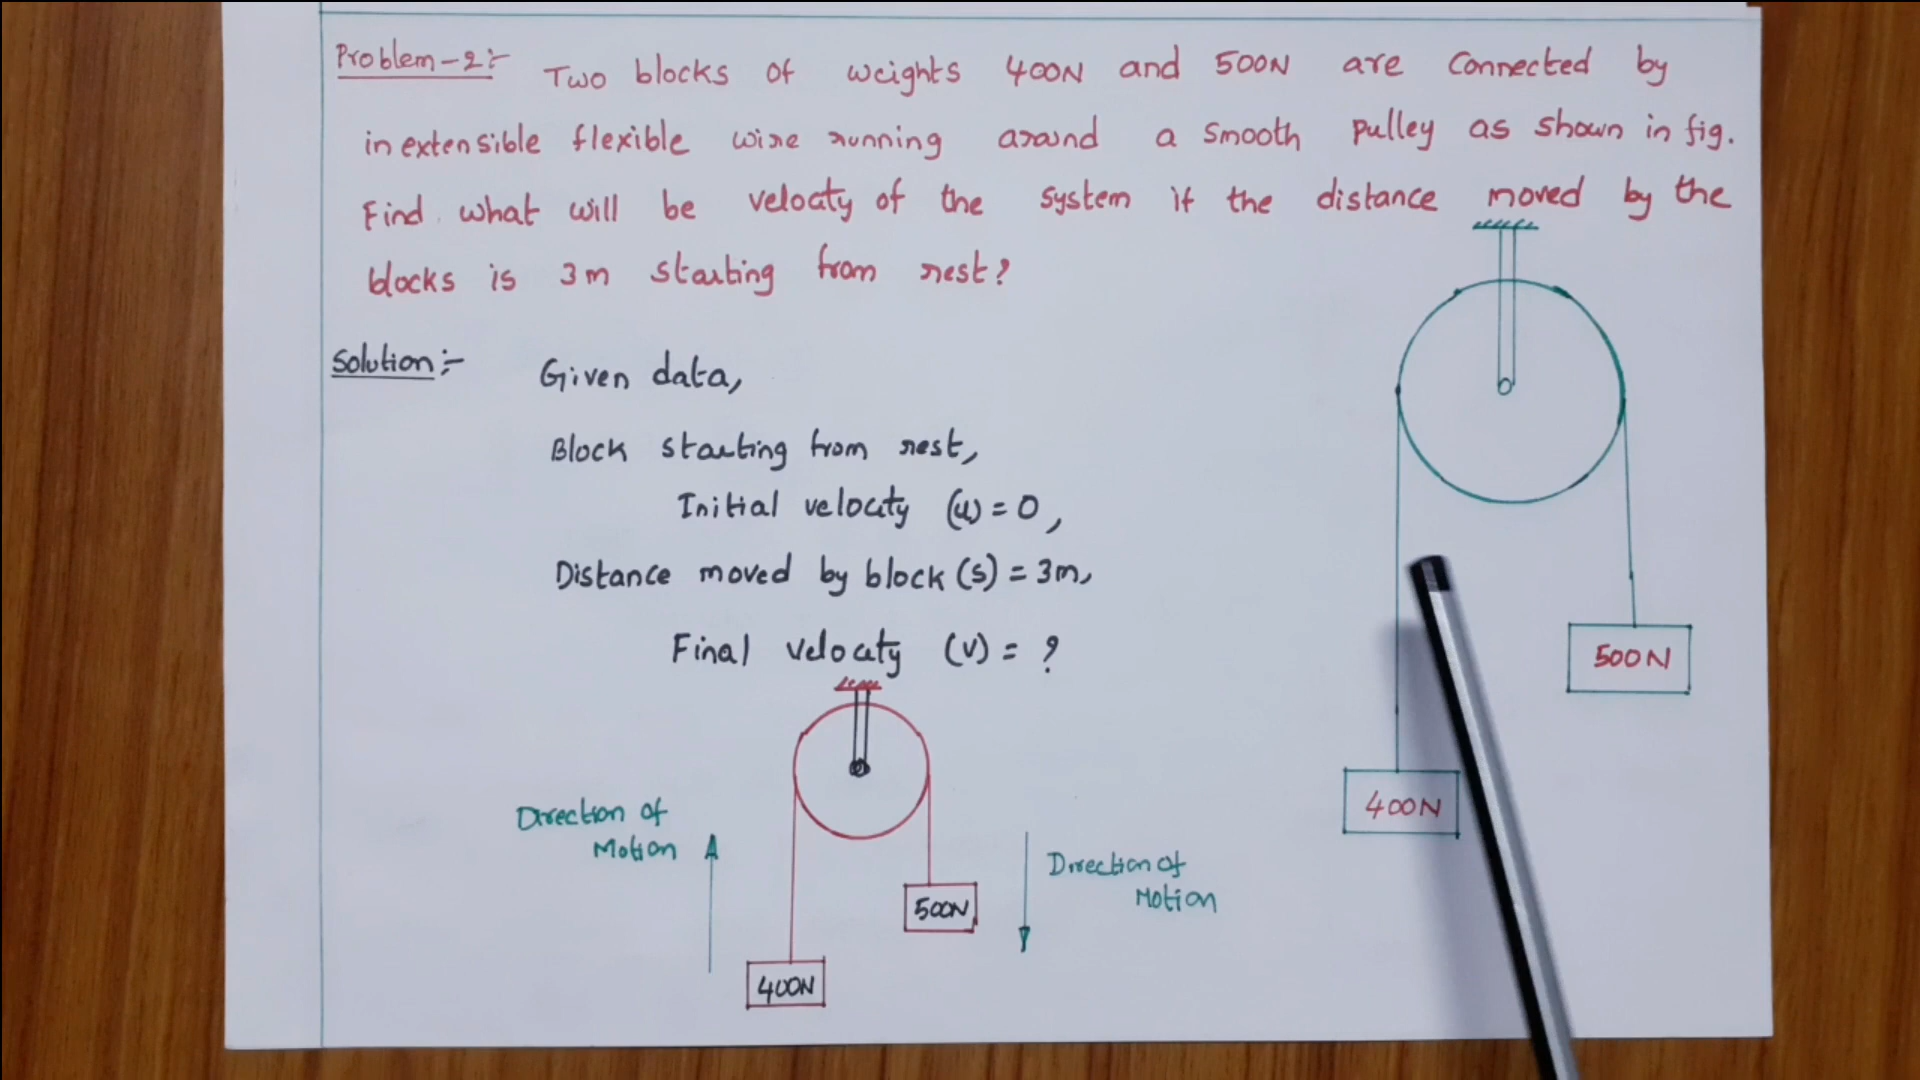 Problem-2:- Two blocks of weights 400N and 500N are connected by
inextensible flexible wire running around a smooth pulley as shown in fig.
Find what will be velocity of the system if the distance moved by the
blocks is 3m starting from rest?
Solution:- Given data,
Block starting from rest,
Initial velocity (u) = 0,
Distance moved by block (s) = 3m,
Final velocity (v) = ?
500N
400N
Direction of
Motion
Direction of
Motion
500N
400N